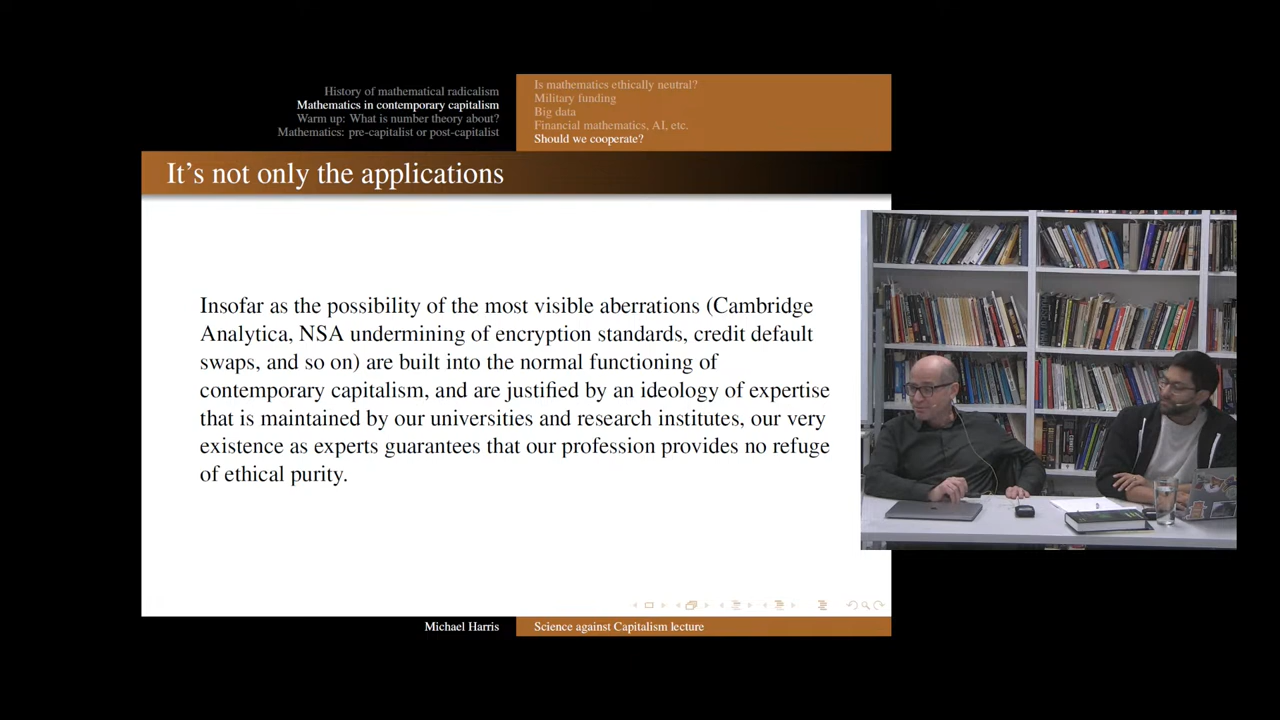 History of mathematical radicalism
Mathematics in contemporary capitalism
Warm up: What is number theory about?
Mathematics: pre-capitalist or post-capitalist
Is mathematics ethically neutral?
Military funding
Big data
Financial mathematics, AI, etc.
Should we cooperate?
It's not only the applications
Insofar as the possibility of the most visible aberrations (Cambridge
Analytica, NSA undermining of encryption standards, credit default
swaps, and so on) are built into the normal functioning of
contemporary capitalism, and are justified by an ideology of expertise
that is maintained by our universities and research institutes, our very
existence as experts guarantees that our profession provides no refuge
of ethical purity.
Michael Harris
Science against Capitalism lecture